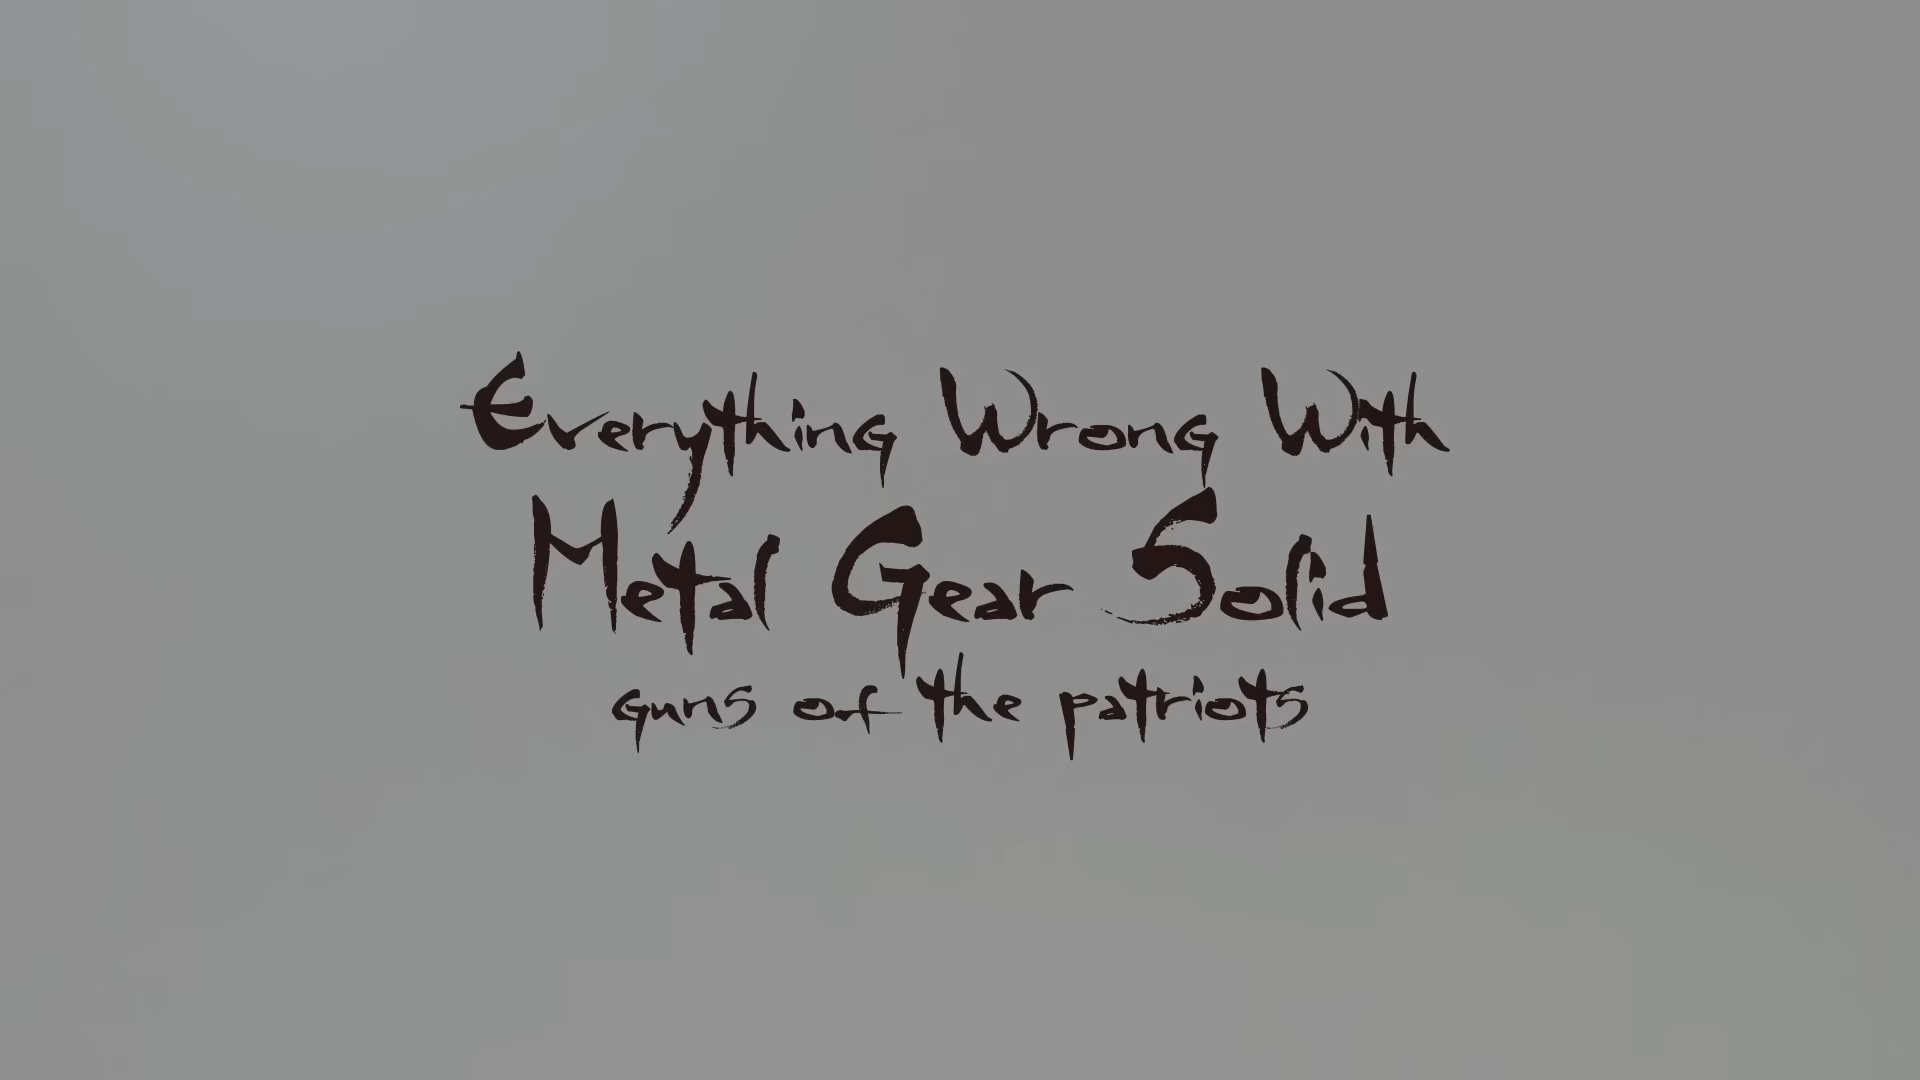 Everything Wrong With
Metal Gear Solid
guns of the patriots